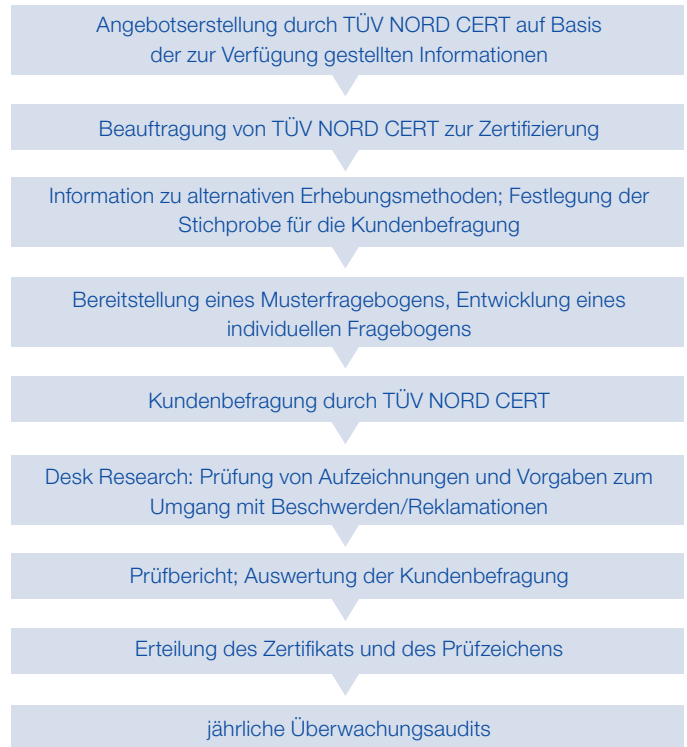 Angebotserstellung durch TÜV NORD CERT auf Basis
der zur Verfügung gestellten Informationen
Beauftragung von TÜV NORD CERT zur Zertifizierung
Information zu alternativen Erhebungsmethoden; Festlegung der
Stichprobe für die Kundenbefragung
Bereitstellung eines Musterfragebogens, Entwicklung eines
individuellen Fragebogens
Kundenbefragung durch TÜV NORD CERT
Desk Research: Prüfung von Aufzeichnungen und Vorgaben zum
Umgang mit Beschwerden/Reklamationen
Prüfbericht; Auswertung der Kundenbefragung
Erteilung des Zertifikats und des Prüfzeichens
jährliche Überwachungsaudits